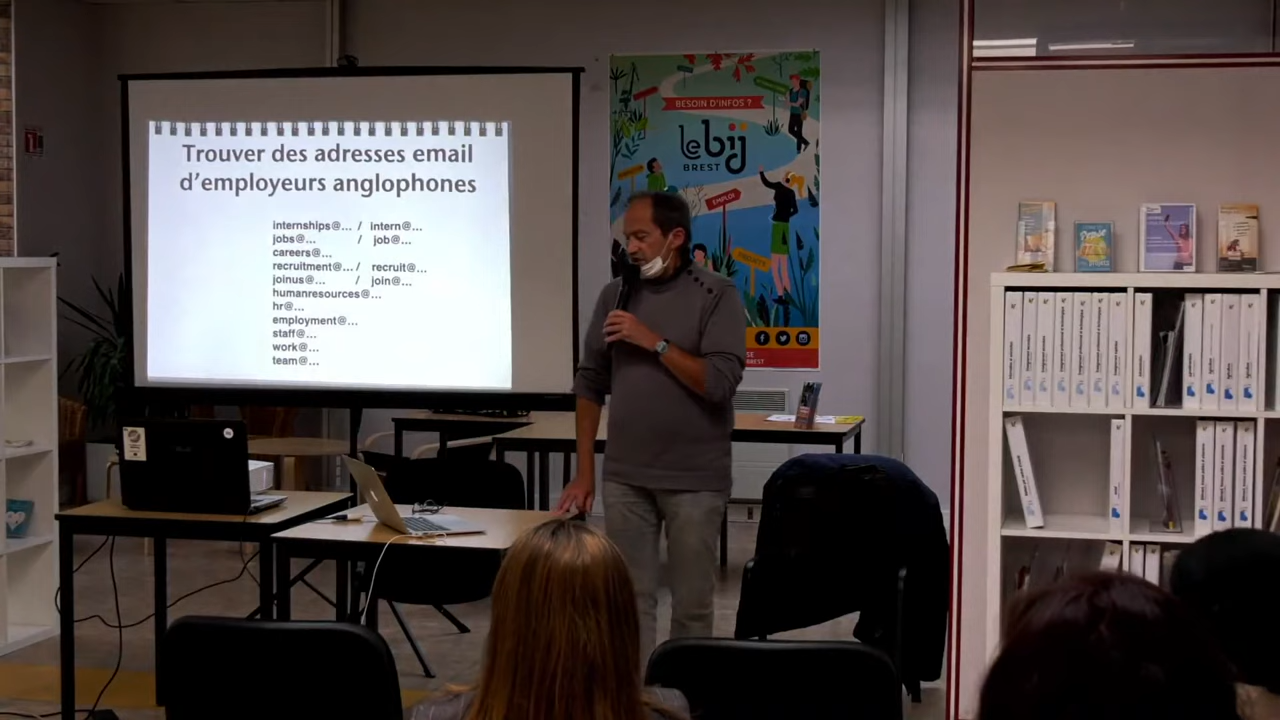 Trouver des adresses email
d'employeurs anglophones
internships@... / intern@...
jobs@... / job@...
careers@...
recruitment@... / recruit@...
joinus@... / join@...
humanresources@...
hr@...
employment@...
staff@...
work@...
team@...
BESOIN D'INFOS ?
le bij
BREST
EMPLOI